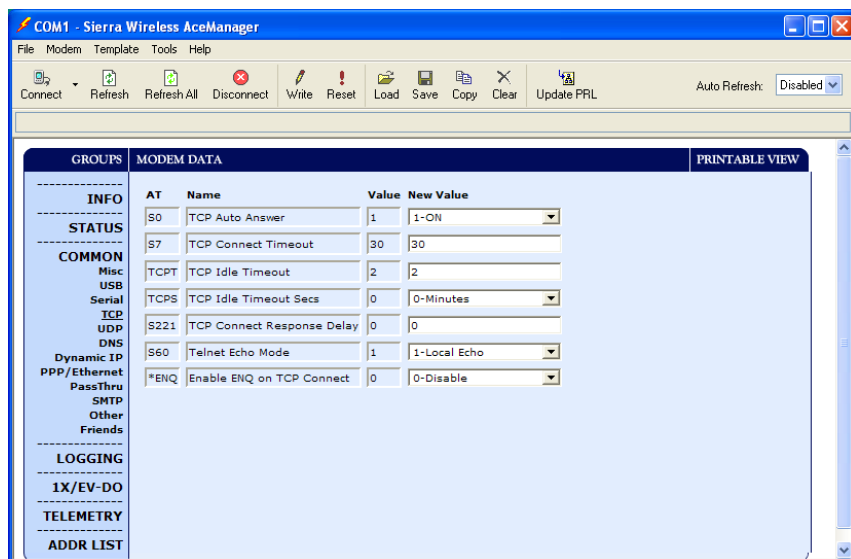 COM1 - Sierra Wireless AceManager
File Modem Template Tools Help
Connect Refresh Refresh All Disconnect Write Reset Load Save Copy Clear Update PRL Auto Refresh: Disabled
GROUPS MODEM DATA PRINTABLE VIEW
INFO
STATUS
COMMON
Misc
USB
Serial
TCP
UDP
DNS
Dynamic IP
PPP/Ethernet
PassThru
SMTP
Other
Friends
LOGGING
1X/EV-DO
TELEMETRY
ADDR LIST
AT Name Value New Value
S0 TCP Auto Answer 1 1-ON
S7 TCP Connect Timeout 30 30
TCPT TCP Idle Timeout 2 2
TCPS TCP Idle Timeout Secs 0 0-Minutes
S221 TCP Connect Response Delay 0 0
S60 Telnet Echo Mode 1 1-Local Echo
*ENQ Enable ENQ on TCP Connect 0 0-Disable